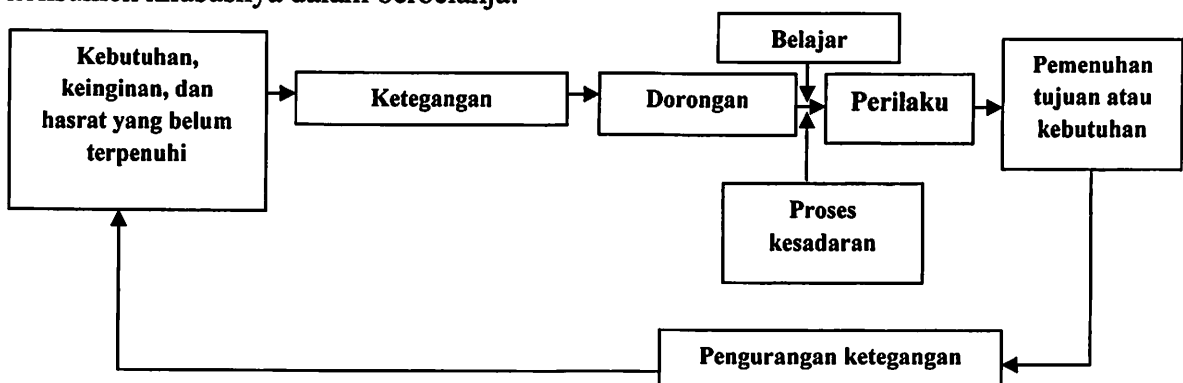 Belajar
Kebutuhan,
keinginan, dan
hasrat yang belum
terpenuhi
Ketegangan
Dorongan
Perilaku
Pemenuhan
tujuan atau
kebutuhan
Proses
kesadaran
Pengurangan ketegangan